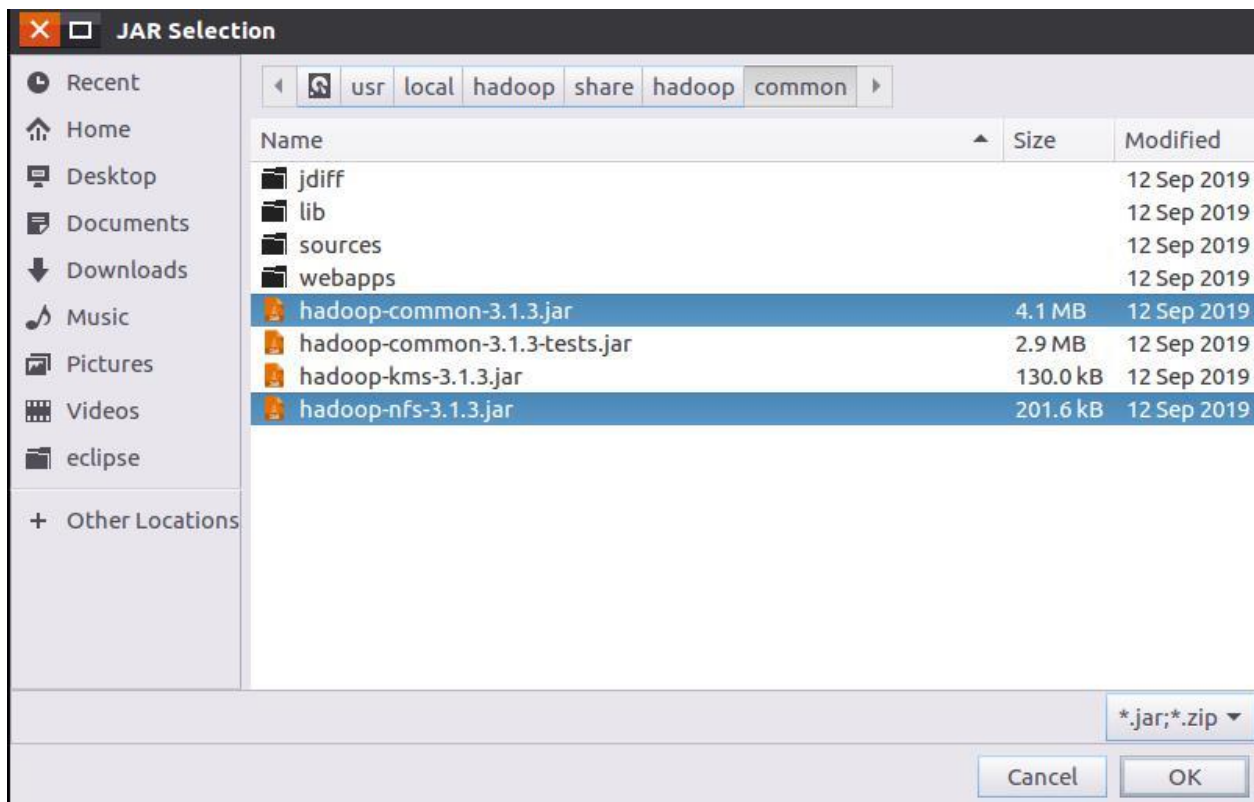 JAR Selection
Recent
Home
Desktop
Documents
Downloads
Music
Pictures
Videos
eclipse
+ Other Locations
usr local hadoop share hadoop common
Name Size Modified
jdiff 12 Sep 2019
lib 12 Sep 2019
sources 12 Sep 2019
webapps 12 Sep 2019
hadoop-common-3.1.3.jar 4.1 MB 12 Sep 2019
hadoop-common-3.1.3-tests.jar 2.9 MB 12 Sep 2019
hadoop-kms-3.1.3.jar 130.0 kB 12 Sep 2019
hadoop-nfs-3.1.3.jar 201.6 kB 12 Sep 2019
*.jar;*.zip
Cancel OK